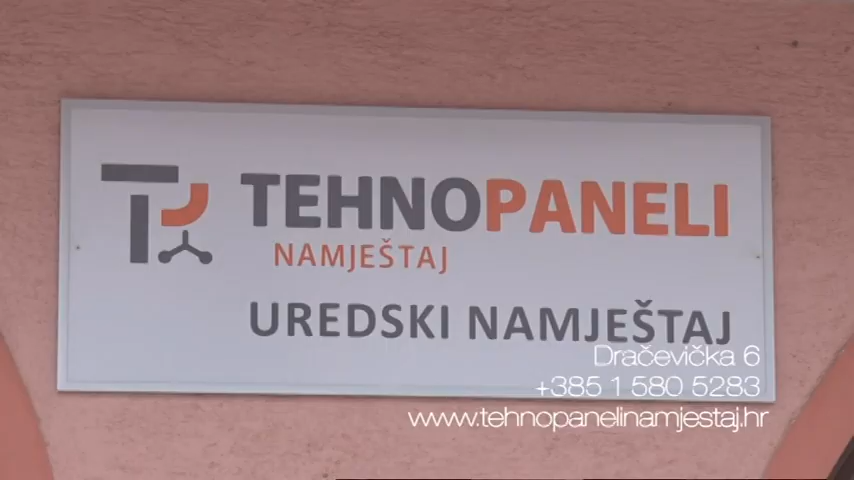 TEHNOPANELI
NAMJEŠTAJ
UREDSKI NAMJEŠTAJ
Dračevička 6
+385 1 580 5283
www.tehnopanelinamjestaj.hr